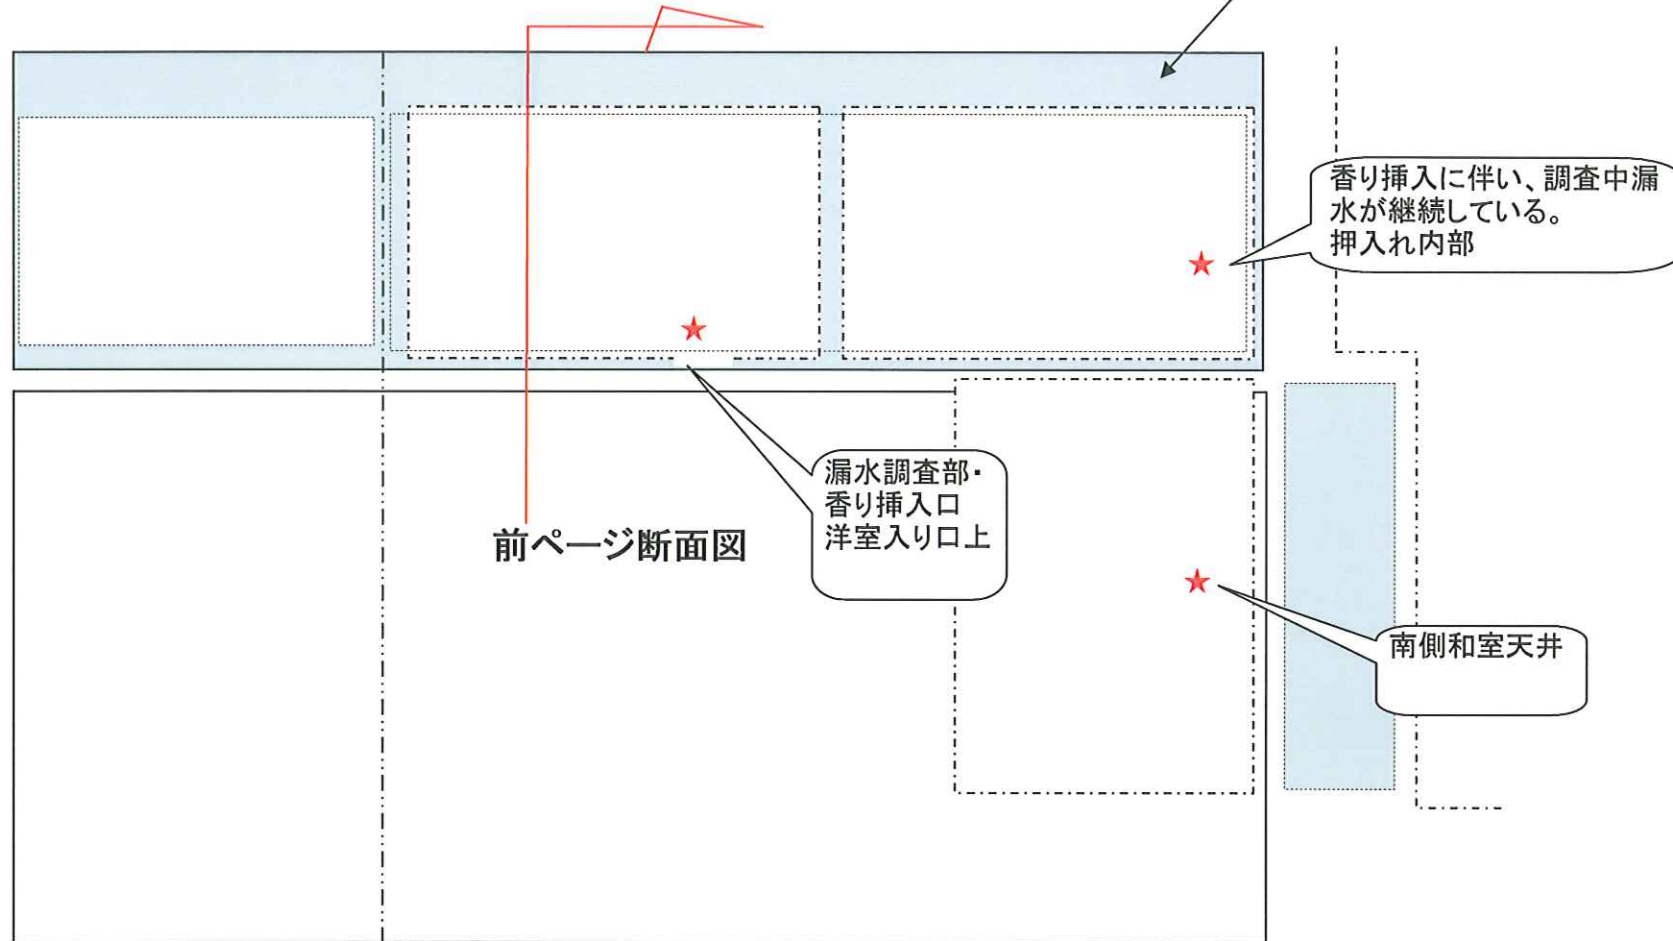 香り挿入に伴い、調査中漏
水が継続している。
押入れ内部
漏水調査部・
香り挿入口
洋室入り口上
前ページ断面図
南側和室天井